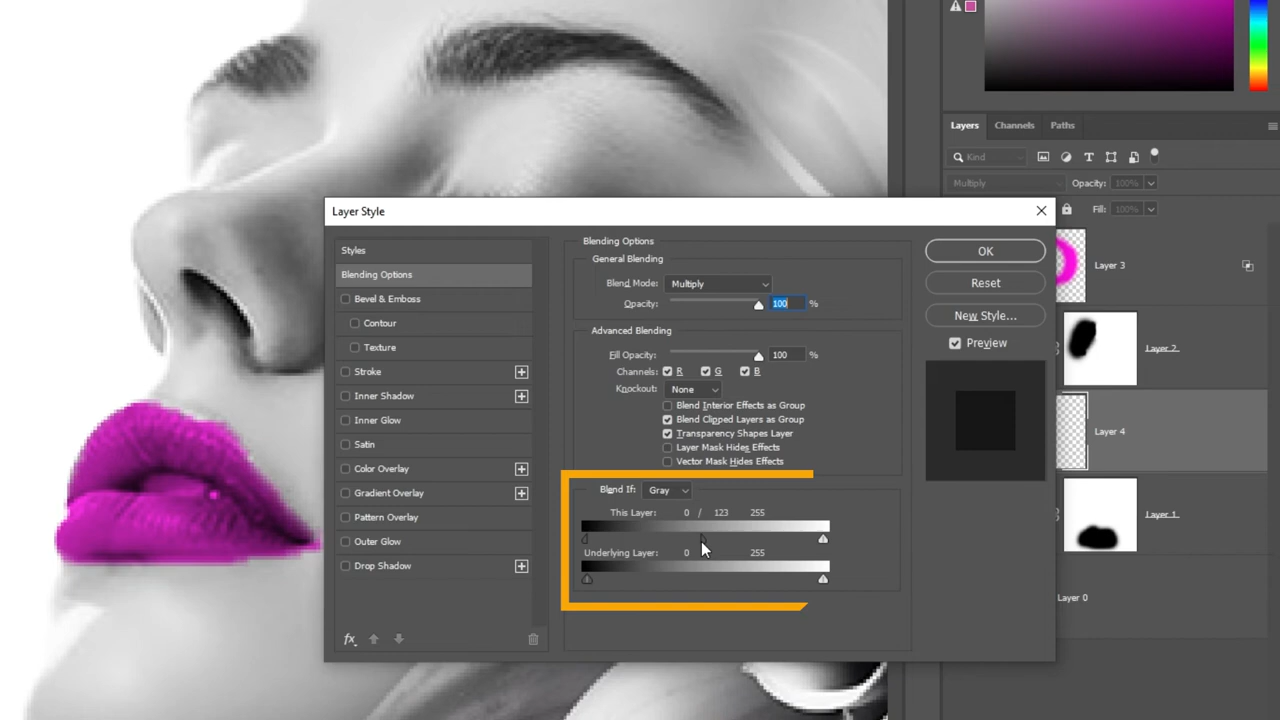 Layers
Channels
Paths
Kind
Multiply
Opacity: 100%
Fill: 100%
Layer 3
Layer 2
Layer 4
Layer 1
Layer 0
Layer Style
Styles
Blending Options
Bevel & Emboss
Contour
Texture
Stroke
Inner Shadow
Inner Glow
Satin
Color Overlay
Gradient Overlay
Pattern Overlay
Outer Glow
Drop Shadow
fx
Blending Options
General Blending
Blend Mode: Multiply
Opacity: 100 %
Advanced Blending
Fill Opacity: 100 %
Channels: R G B
Knockout: None
Blend Interior Effects as Group
Blend Clipped Layers as Group
Transparency Shapes Layer
Layer Mask Hides Effects
Vector Mask Hides Effects
Blend If: Gray
This Layer: 0 / 123 255
Underlying Layer: 0 255
OK
Reset
New Style...
Preview